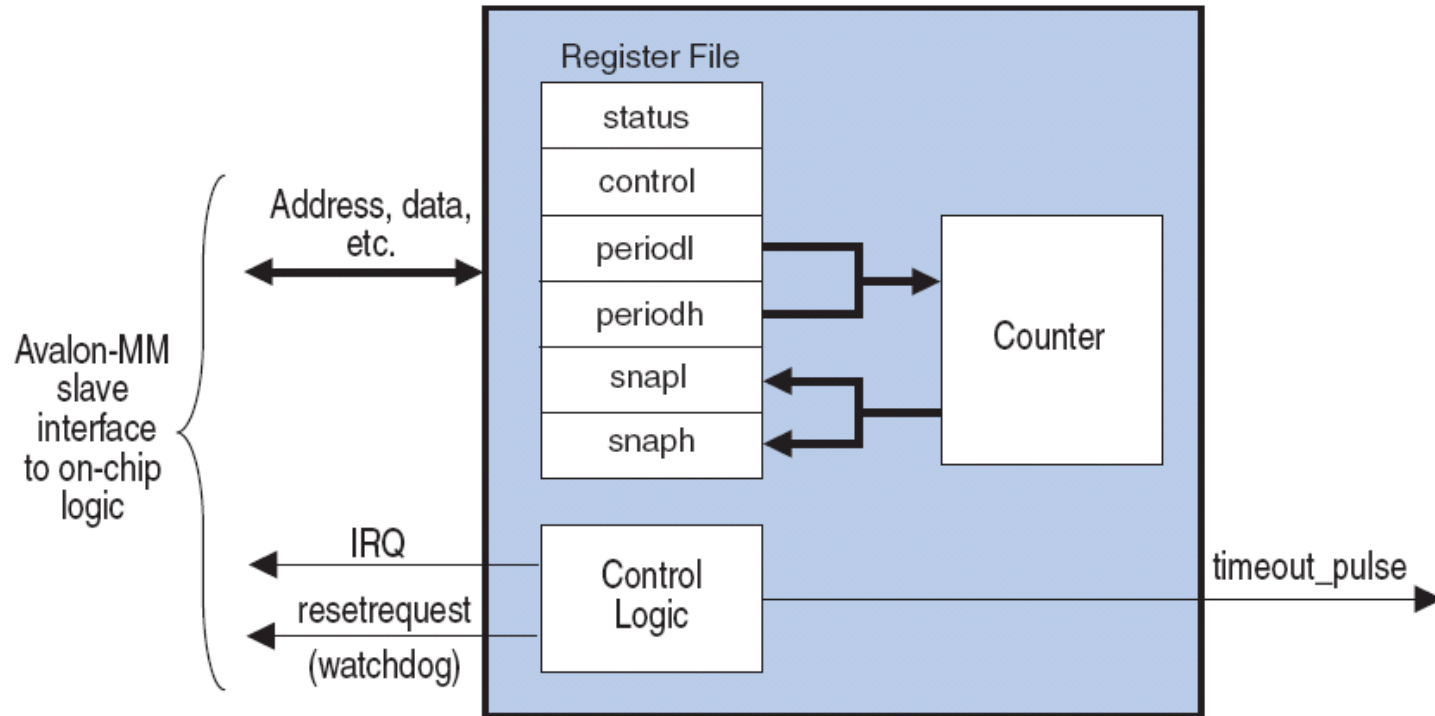 Register File
status
control
periodl
periodh
snapl
snaph
Counter
Address, data,
etc.
Avalon-MM
slave
interface
to on-chip
logic
IRQ
resetrequest
(watchdog)
Control
Logic
timeout_pulse